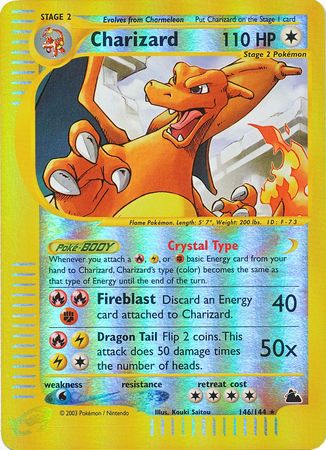 STAGE 2
Evolves from Charmeleon
Put Charizard on the Stage 1 card
Charizard 110 HP
Stage 2 Pokémon
Flame Pokémon. Length: 5' 7", Weight: 200 lbs. ID: F-73
Poké-BODY Crystal Type
Whenever you attach a , , or basic Energy card from your
hand to Charizard, Charizard's type (color) becomes the same as
that type of Energy until the end of the turn.
Fireblast Discard an Energy 40
card attached to Charizard.
Dragon Tail Flip 2 coins. This 50x
attack does 50 damage times
the number of heads.
weakness resistance retreat cost
© 2003 Pokémon / Nintendo Illus. Kouki Saitou 146/144 ★